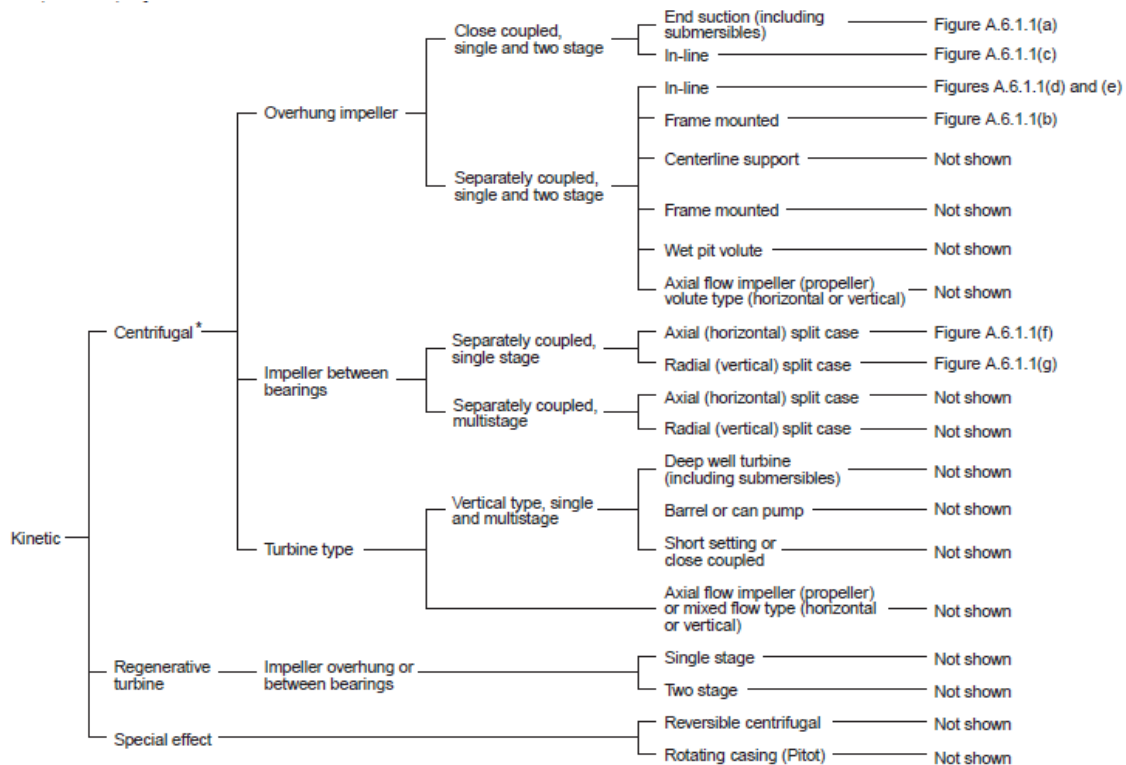 End suction (including
submersibles)
Figure A.6.1.1(a)
Close coupled,
single and two stage
In-line
Figure A.6.1.1(c)
In-line
Figures A.6.1.1(d) and (e)
Overhung impeller
Frame mounted
Figure A.6.1.1(b)
Centerline support
Not shown
Separately coupled,
single and two stage
Frame mounted
Not shown
Wet pit volute
Not shown
Axial flow impeller (propeller)
volute type (horizontal or vertical)
Not shown
Centrifugal*
Separately coupled,
single stage
Axial (horizontal) split case
Figure A.6.1.1(f)
Radial (vertical) split case
Figure A.6.1.1(g)
Impeller between
bearings
Separately coupled,
multistage
Axial (horizontal) split case
Not shown
Radial (vertical) split case
Not shown
Deep well turbine
(including submersibles)
Not shown
Vertical type, single
and multistage
Barrel or can pump
Not shown
Kinetic
Turbine type
Short setting or
close coupled
Not shown
Axial flow impeller (propeller)
or mixed flow type (horizontal
or vertical)
Not shown
Regenerative
turbine
Impeller overhung or
between bearings
Single stage
Not shown
Two stage
Not shown
Special effect
Reversible centrifugal
Not shown
Rotating casing (Pitot)
Not shown